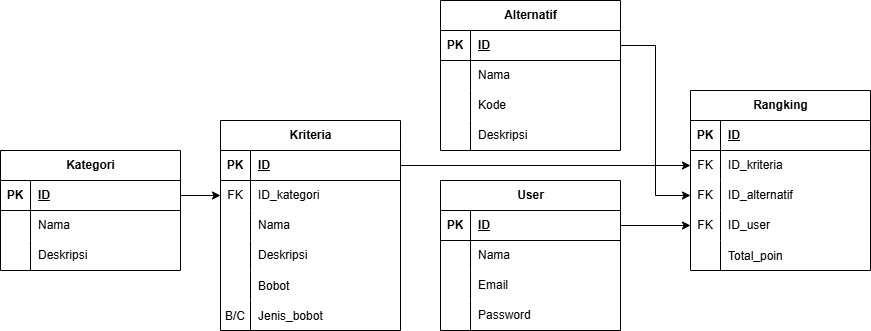 Kategori
PK ID
Nama
Deskripsi
Kriteria
PK ID
FK ID_kategori
Nama
Deskripsi
Bobot
B/C Jenis_bobot
Alternatif
PK ID
Nama
Kode
Deskripsi
User
PK ID
Nama
Email
Password
Rangking
PK ID
FK ID_kriteria
FK ID_alternatif
FK ID_user
Total_poin